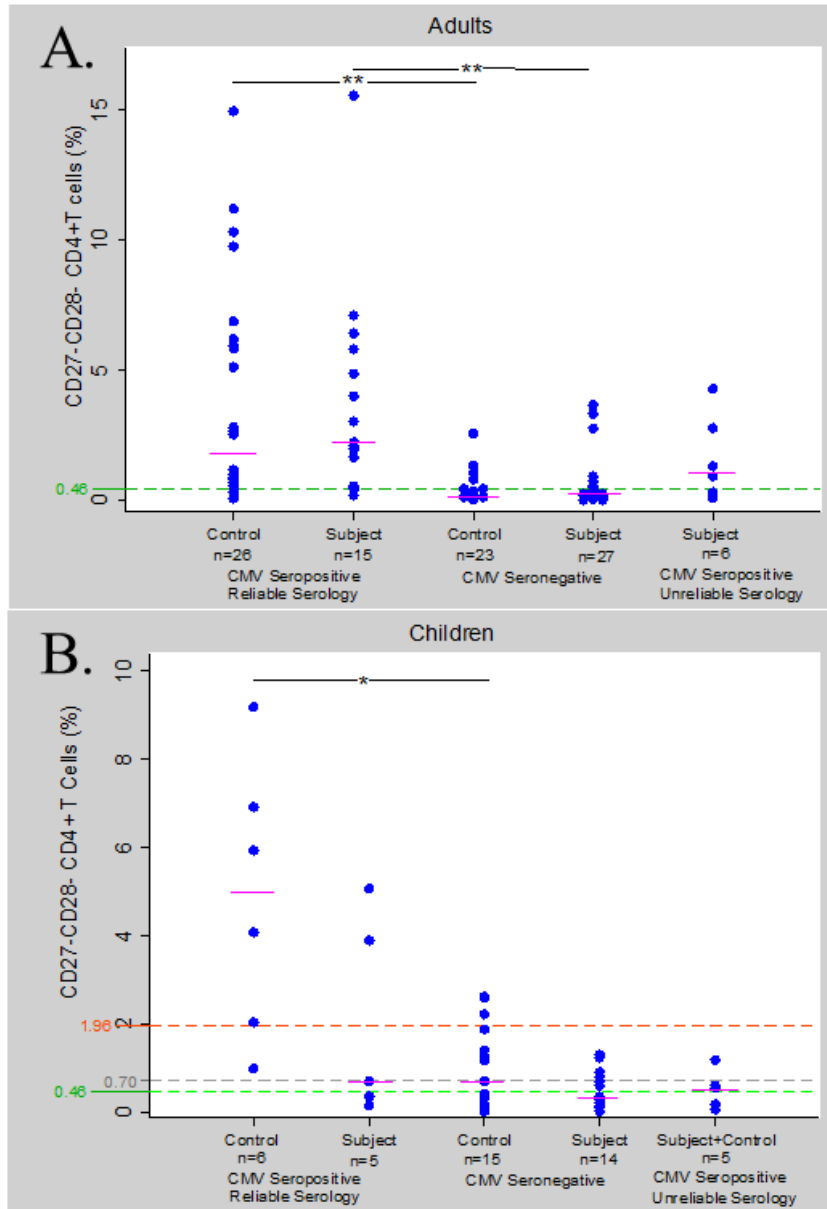 A.
Adults
**
**
CD27-CD28- CD4+T cells (%)
15
10
5
0.46
0
Control
n=26
Subject
n=15
CMV Seropositive
Reliable Serology
Control
n=23
Subject
n=27
CMV Seronegative
Subject
n=6
CMV Seropositive
Unreliable Serology
B.
Children
*
CD27-CD28- CD4+ T Cells (%)
10
8
6
4
2
1.96
0.70
0.46
0
Control
n=6
Subject
n=5
CMV Seropositive
Reliable Serology
Control
n=15
Subject
n=14
CMV Seronegative
Subject+Control
n=5
CMV Seropositive
Unreliable Serology